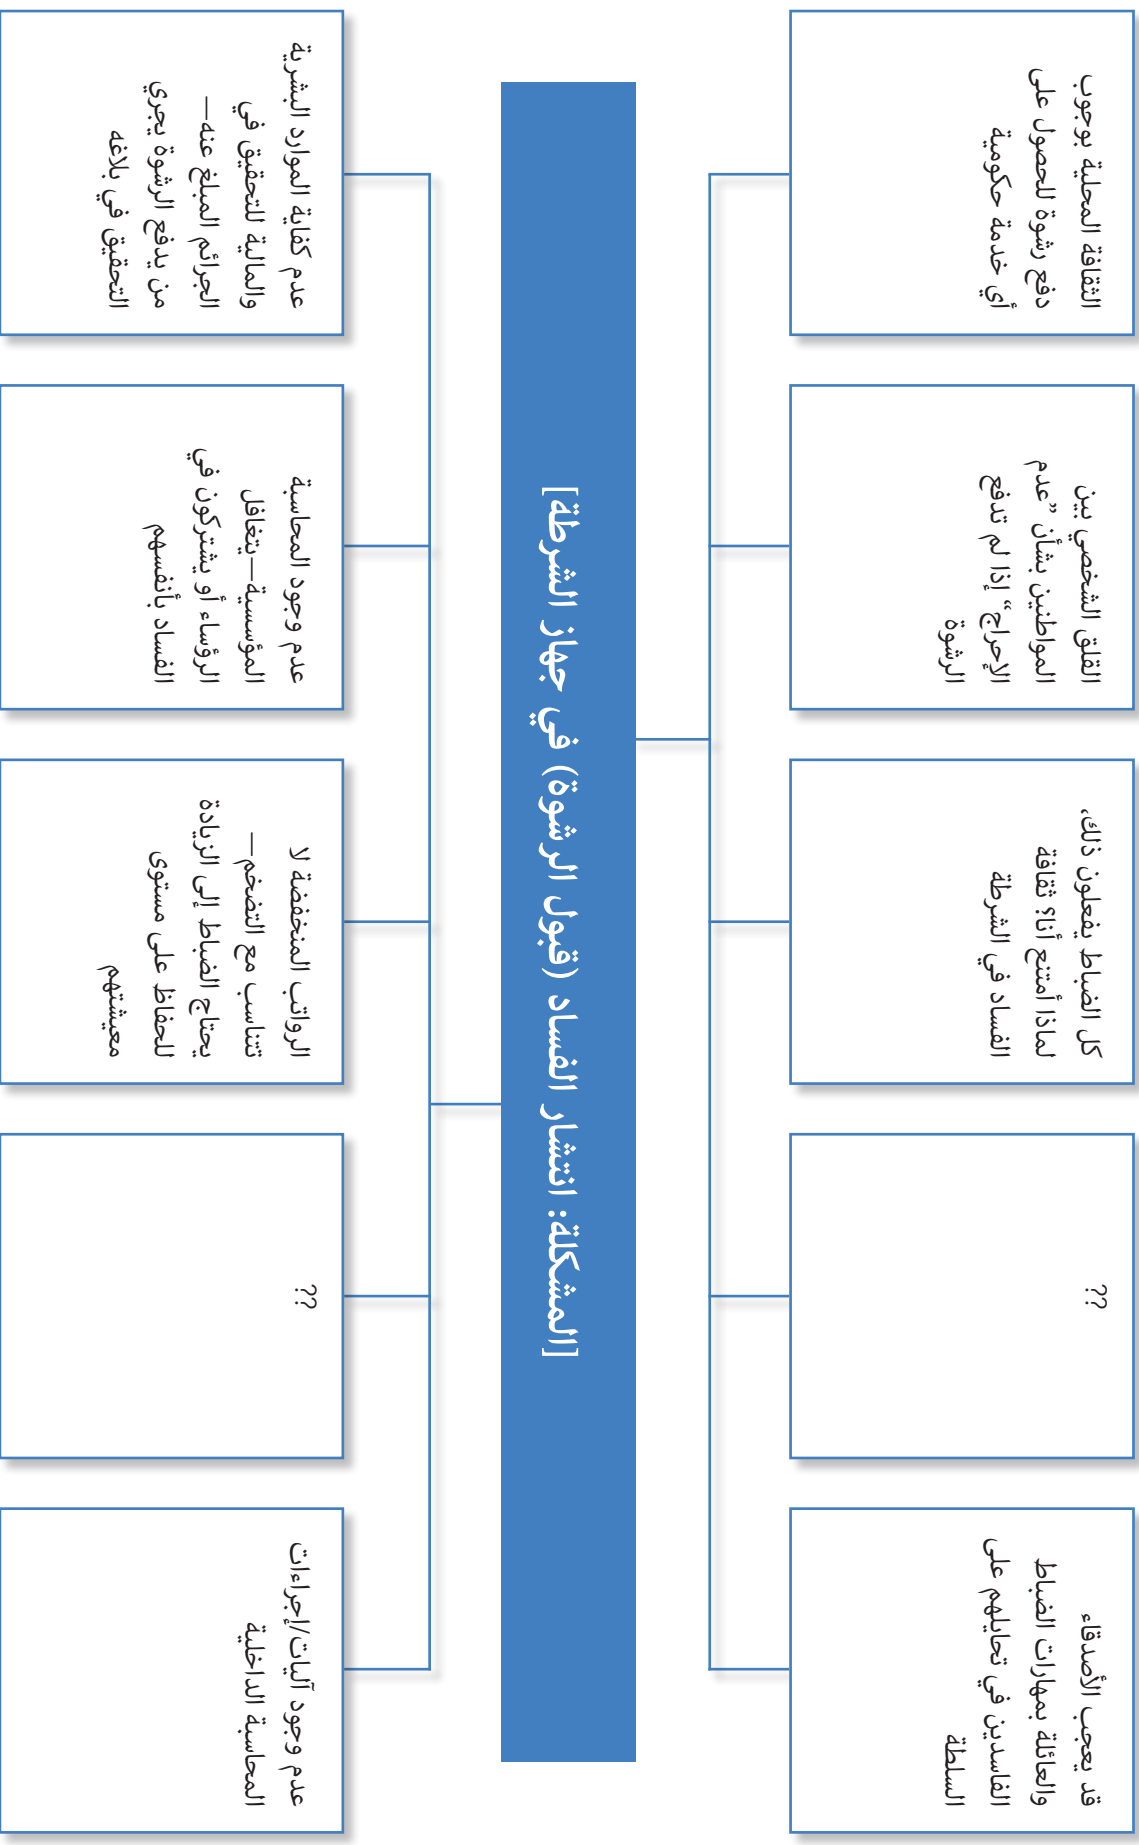 قد يعجب الأصدقاء
والعائلة بمهارات الضباط
الفاسدين في تحايلهم على
السلطة
??
كل الضباط يفعلون ذلك،
لماذا أمتنع أنا؟ ثقافة
الفساد في الشرطة
القلق الشخصي بين
المواطنين بشأن ”عدم
الإحراج“ إذا لم تدفع
الرشوة
الثقافة المحلية بوجوب
دفع رشوة للحصول على
أي خدمة حكومية
[المشكلة: انتشار الفساد (قبول الرشوة) في جهاز الشرطة]
عدم وجود آليات/إجراءات
المحاسبة الداخلية
??
الرواتب المنخفضة لا
تتناسب مع التضخم—
يحتاج الضباط إلى الزيادة
للحفاظ على مستوى
معيشتهم
عدم وجود المحاسبة
المؤسسية—يتغافل
الرؤساء أو يشتركون في
الفساد بأنفسهم
عدم كفاية الموارد البشرية
والمالية للتحقيق في
الجرائم المبلغ عنه—
من يدفع الرشوة يجري
التحقيق في بلاغه